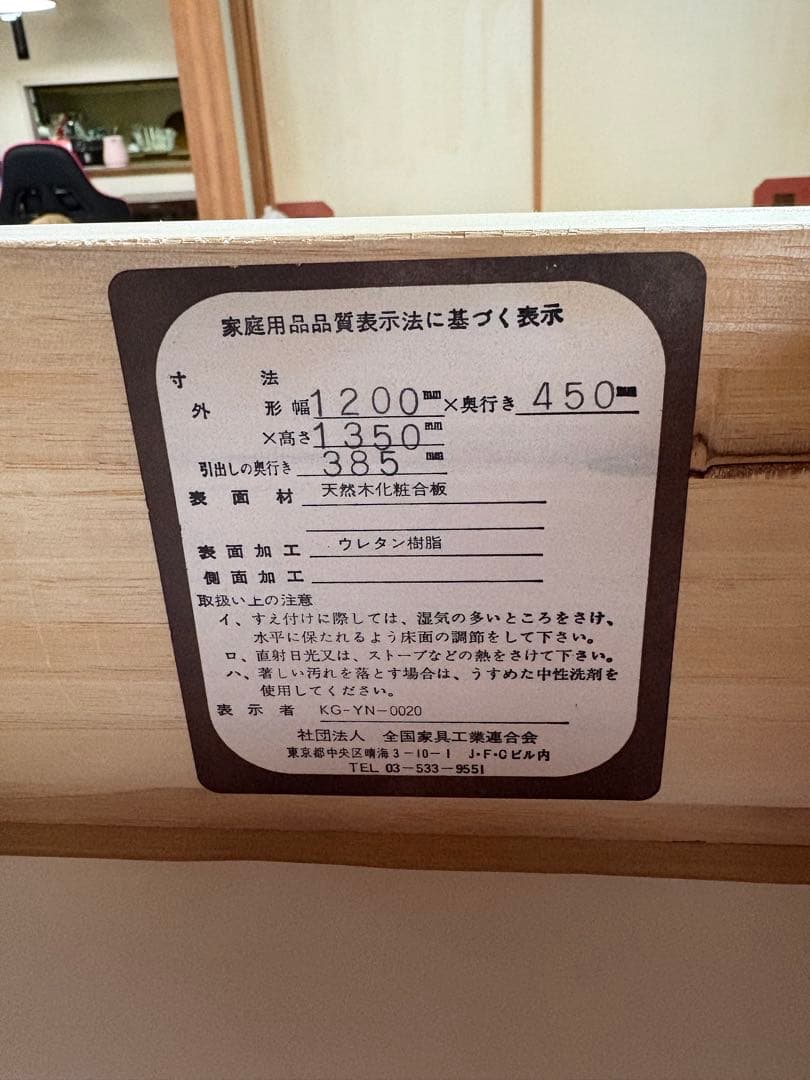 家庭用品品質表示法に基づく表示
寸法
外形幅1200mm×奥行き450mm
×高さ1350mm
引出しの奥行き385mm
表面材 天然木化粧合板
表面加工 ウレタン樹脂
側面加工
取扱い上の注意
イ、すえ付けに際しては、湿気の多いところをさけ、
水平に保たれるよう床面の調節をして下さい。
ロ、直射日光又は、ストーブなどの熱をさけて下さい。
ハ、著しい汚れを落とす場合は、うすめた中性洗剤を
使用してください。
表示者 KG-YN-0020
社団法人 全国家具工業連合会
東京都中央区晴海3-10-1 J・F・Cビル内
TEL 03-533-9551